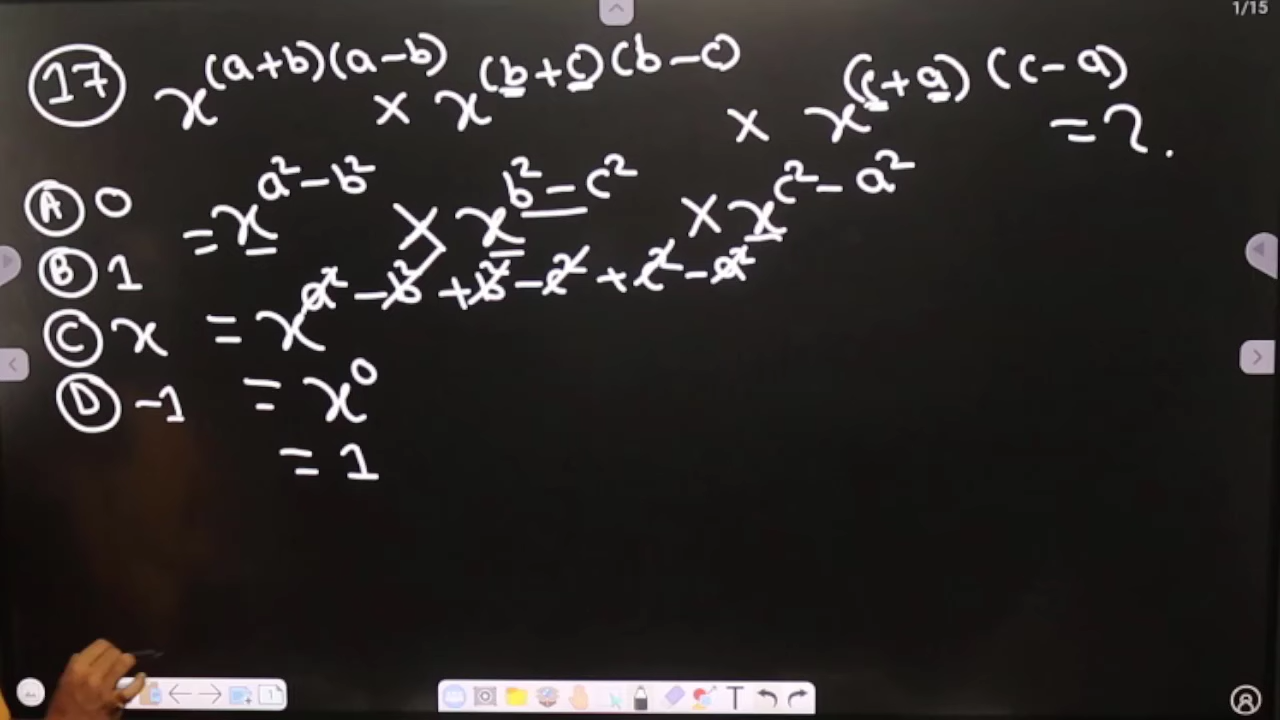 1/15
17 x^(a+b)(a-b) × x^(b+c)(b-c) × x^(c+a)(c-a) = ?.
A 0 = x^a²-b² × x^b²-c² × x^c²-a²
B 1
C x = x^a²-b²+b²-c²+c²-a²
D -1 = x⁰
= 1
1
T